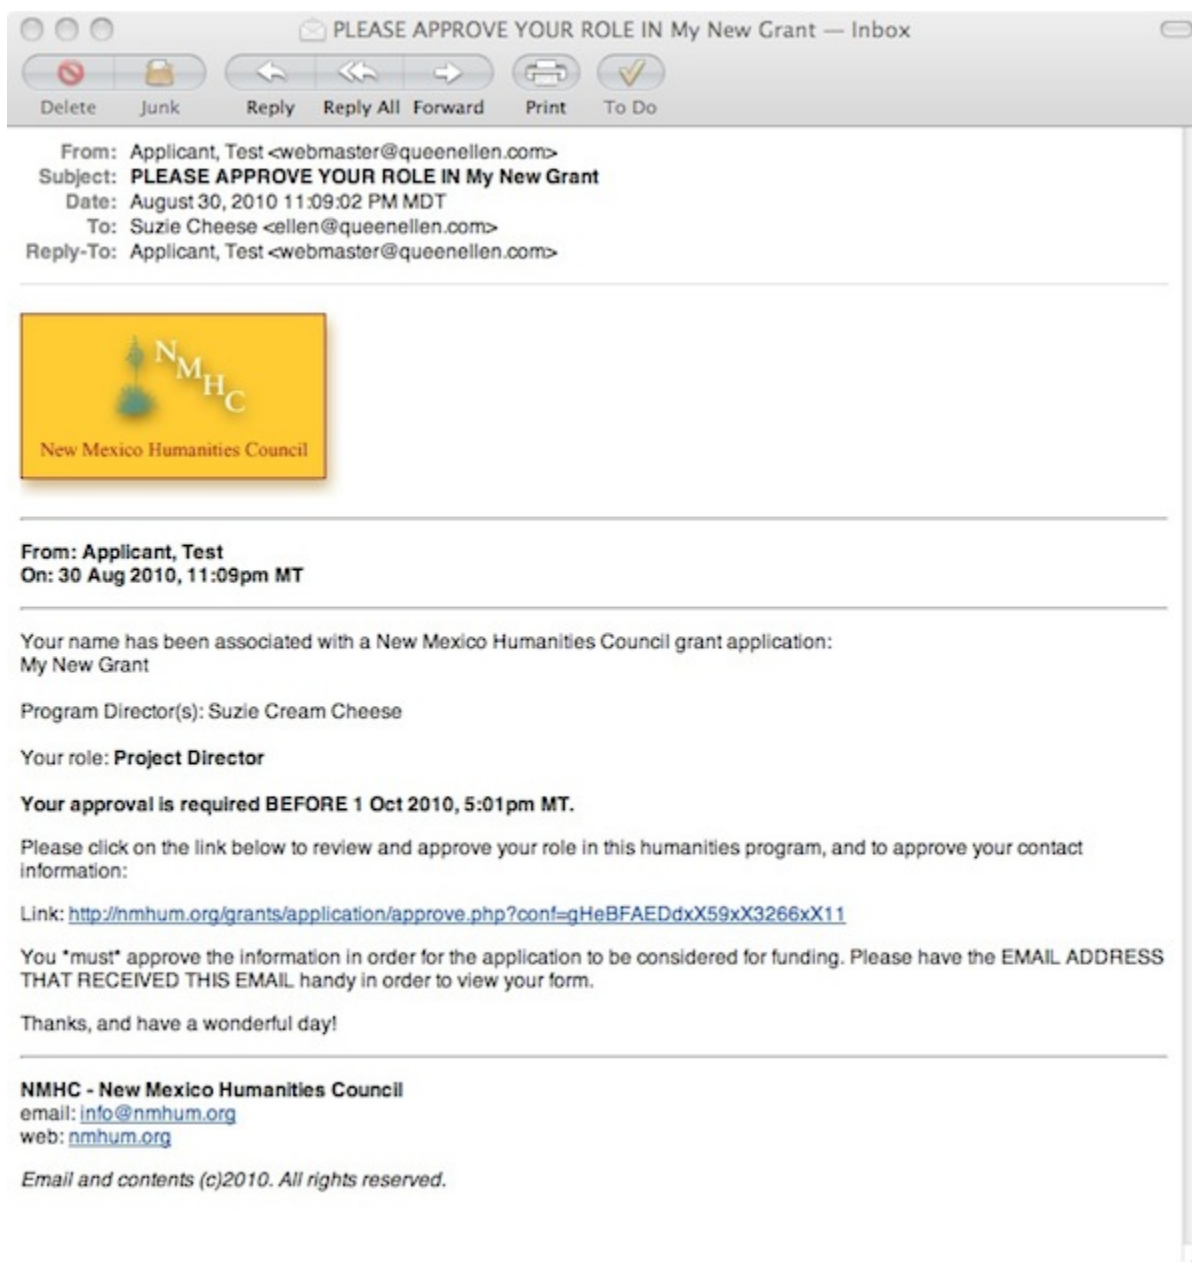 PLEASE APPROVE YOUR ROLE IN My New Grant — Inbox
Delete Junk Reply Reply All Forward Print To Do
From: Applicant, Test <webmaster@queenellen.com>
Subject: PLEASE APPROVE YOUR ROLE IN My New Grant
Date: August 30, 2010 11:09:02 PM MDT
To: Suzie Cheese <ellen@queenellen.com>
Reply-To: Applicant, Test <webmaster@queenellen.com>
NMHC
New Mexico Humanities Council
From: Applicant, Test
On: 30 Aug 2010, 11:09pm MT
Your name has been associated with a New Mexico Humanities Council grant application:
My New Grant
Program Director(s): Suzie Cream Cheese
Your role: Project Director
Your approval is required BEFORE 1 Oct 2010, 5:01pm MT.
Please click on the link below to review and approve your role in this humanities program, and to approve your contact
information:
Link: http://nmhum.org/grants/application/approve.php?conf=gHeBFAEDdxX59xX3266xX11
You *must* approve the information in order for the application to be considered for funding. Please have the EMAIL ADDRESS
THAT RECEIVED THIS EMAIL handy in order to view your form.
Thanks, and have a wonderful day!
NMHC - New Mexico Humanities Council
email: info@nmhum.org
web: nmhum.org
Email and contents (c)2010. All rights reserved.